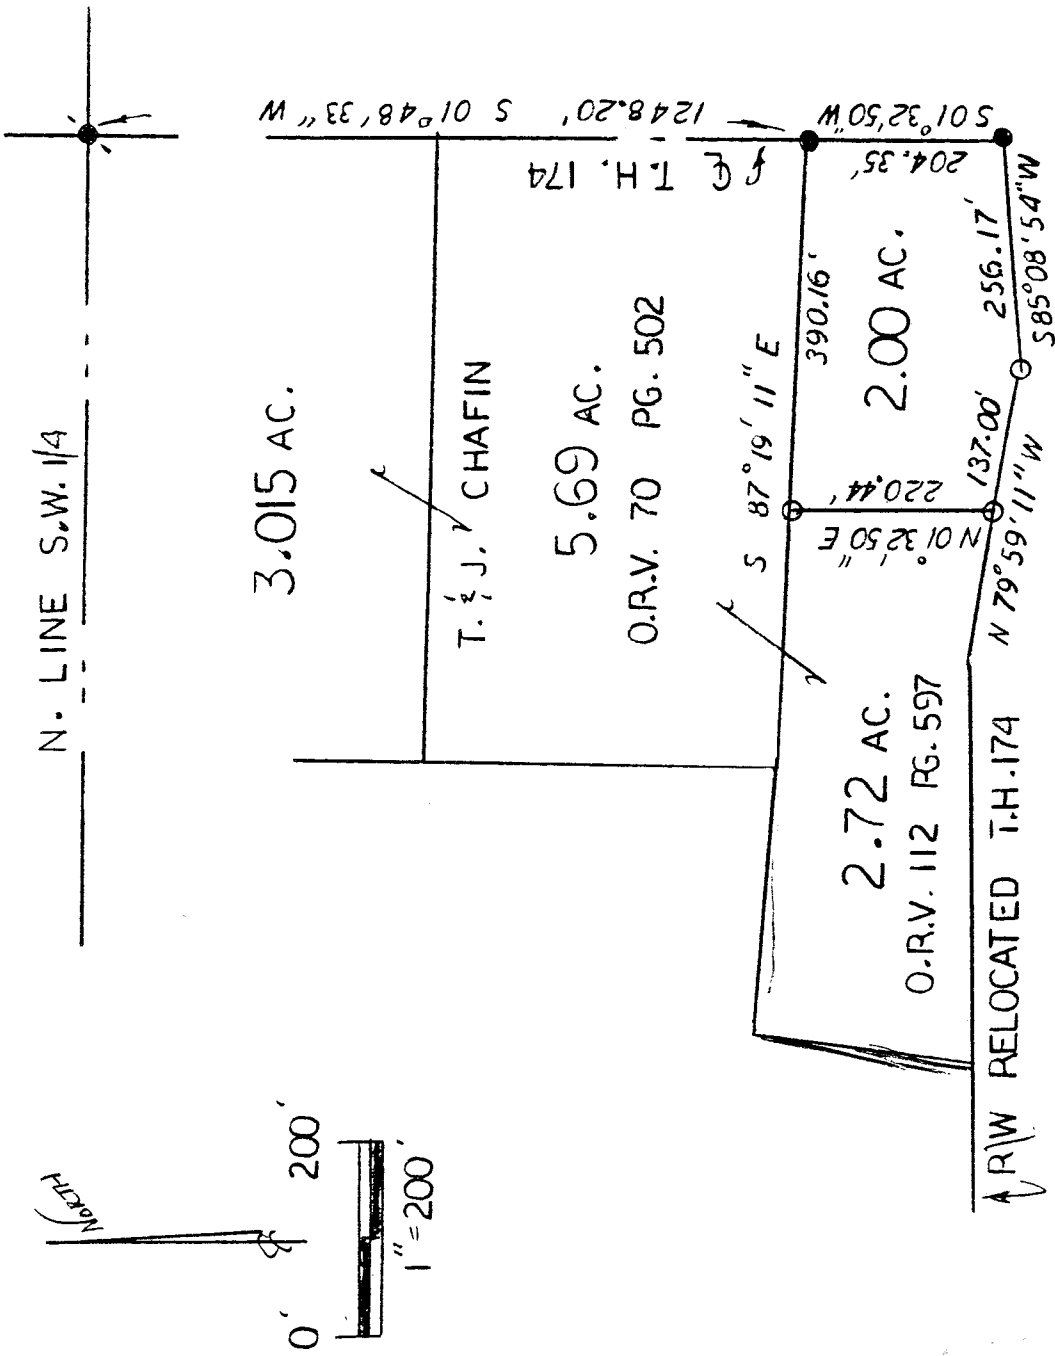 N. LINE S.W. 1/4
S 01° 48' 33" W
1248.20'
₵ T.H. 174
3.015 AC.
T. & J. CHAFIN
5.69 AC.
O.R.V. 70 PG. 502
S 87° 19' 11" E
390.16'
S 01° 32' 50" W
204.35'
2.00 AC.
256.17'
S 85° 08' 54" W
137.00'
N 79° 59' 11" W
220.44'
N 01° 32' 50" E
2.72 AC.
O.R.V. 112 PG. 597
R/W RELOCATED T.H. 174
NORTH
0' 200'
1" = 200'